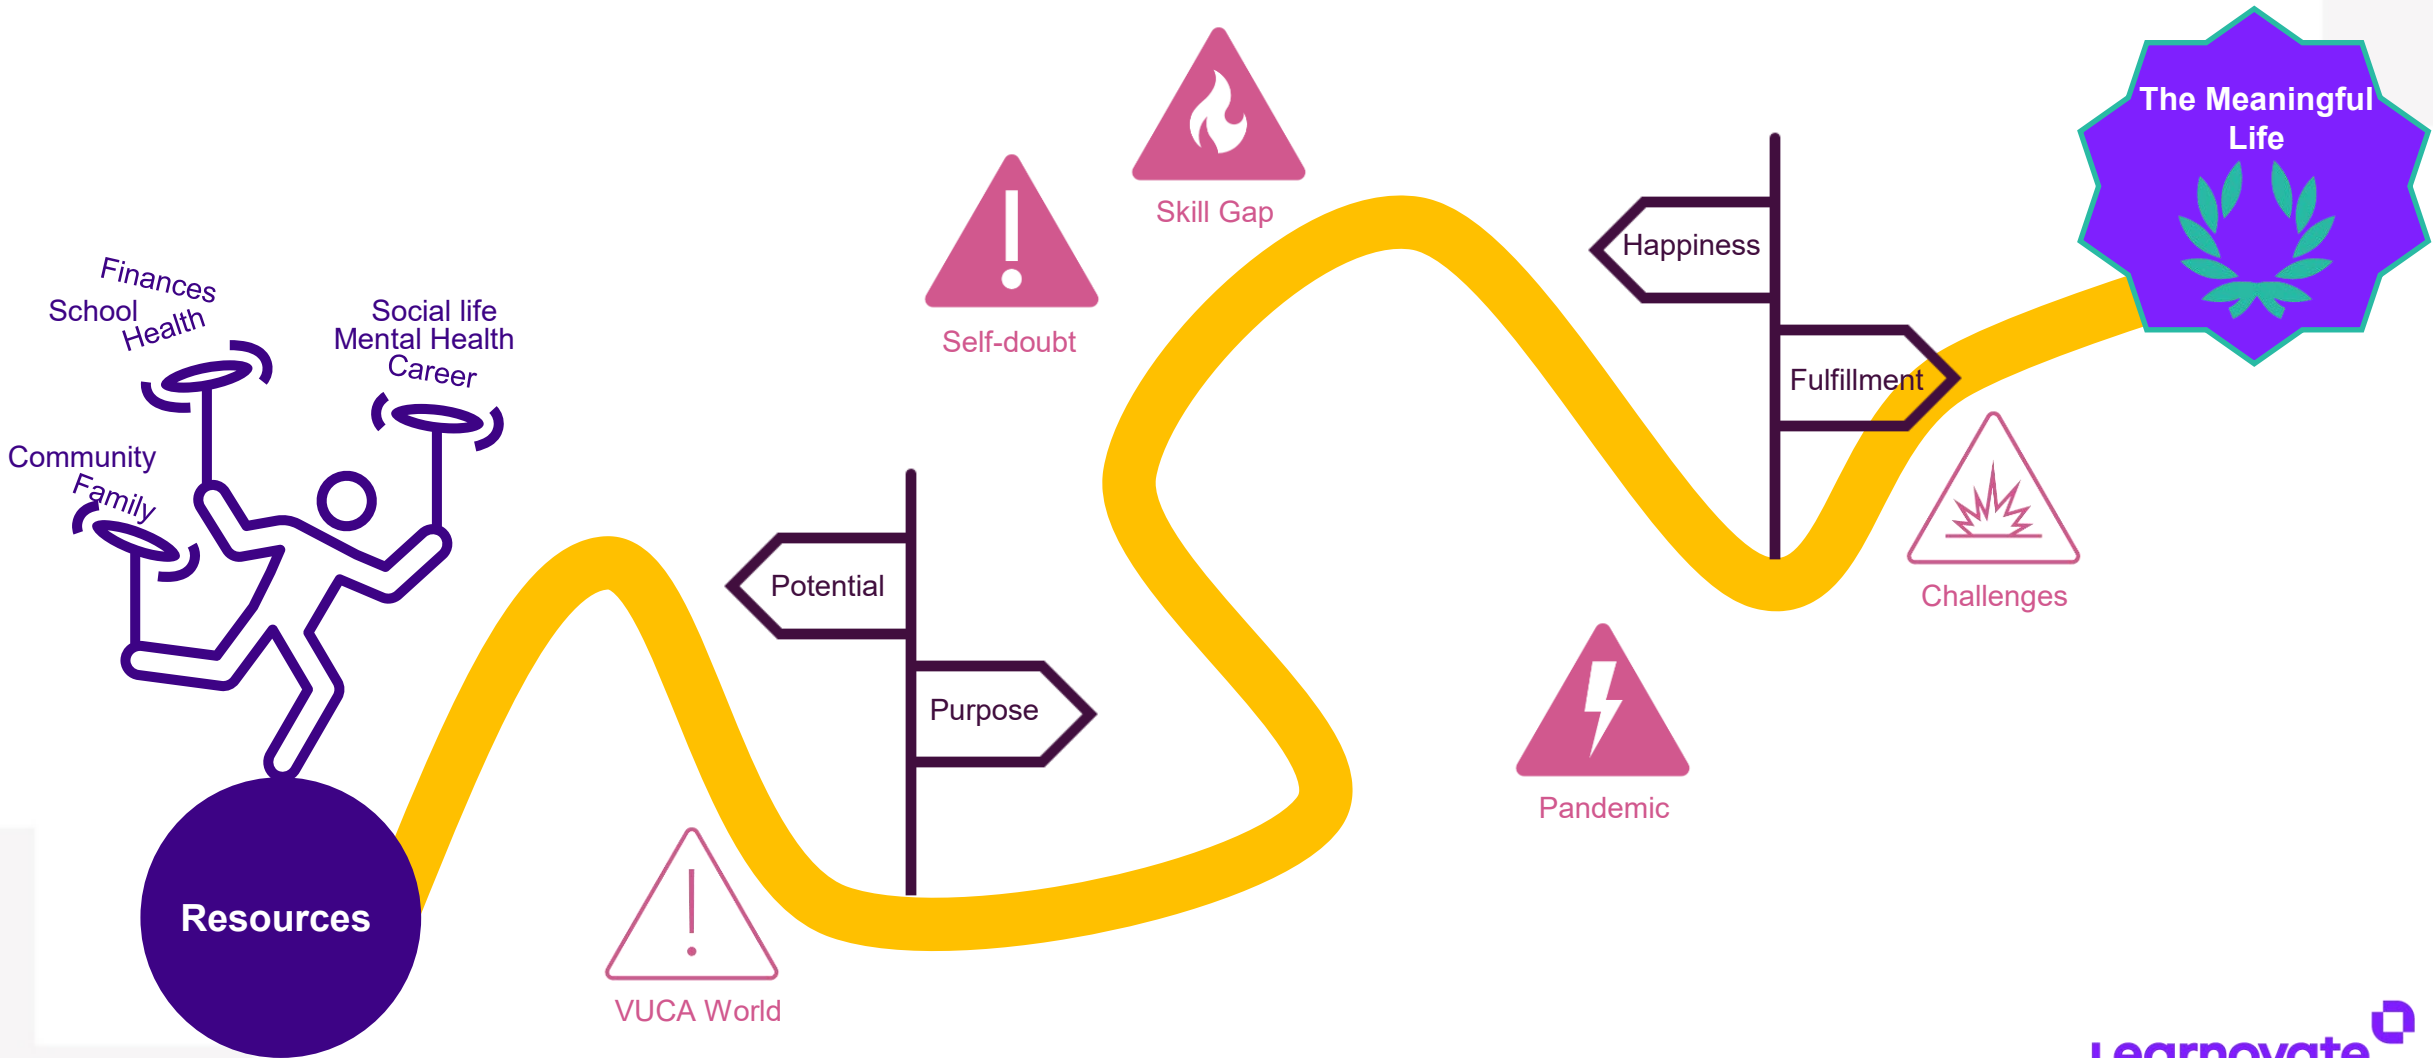 Finances
School
Health
Social life
Mental Health
Career
Community
Family
Resources
VUCA World
Potential
Purpose
Self-doubt
Skill Gap
Happiness
Fulfillment
Pandemic
Challenges
The Meaningful
Life
Learnovate